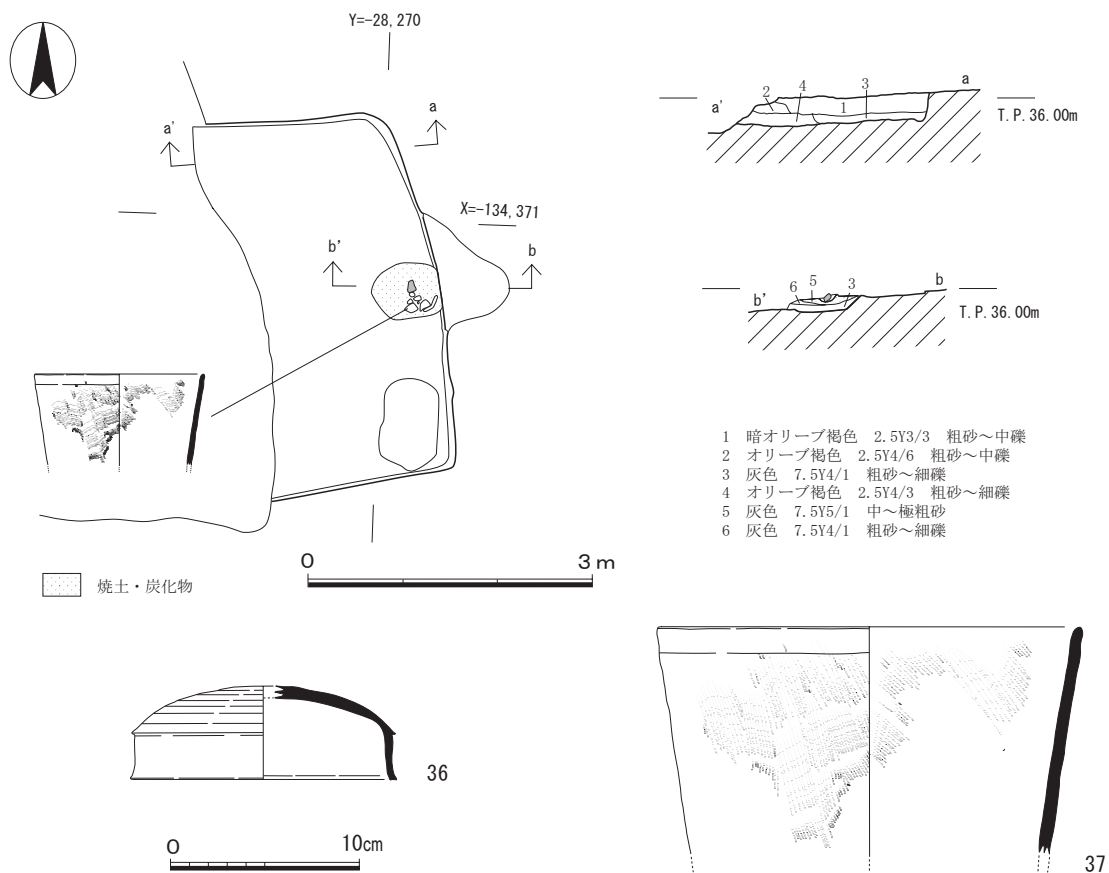 Y=-28,270
a
a'
X=-134,371
b'
b
a
3
4
2
1
a'
T.P.36.00m
b
5
3
6
b'
T.P.36.00m
1　暗オリーブ褐色　2.5Y3/3　粗砂～中礫
2　オリーブ褐色　2.5Y4/6　粗砂～中礫
3　灰色　7.5Y4/1　粗砂～細礫
4　オリーブ褐色　2.5Y4/3　粗砂～細礫
5　灰色　7.5Y5/1　中～極粗砂
6　灰色　7.5Y4/1　粗砂～細礫
0　3m
焼土・炭化物
36
0　10cm
37